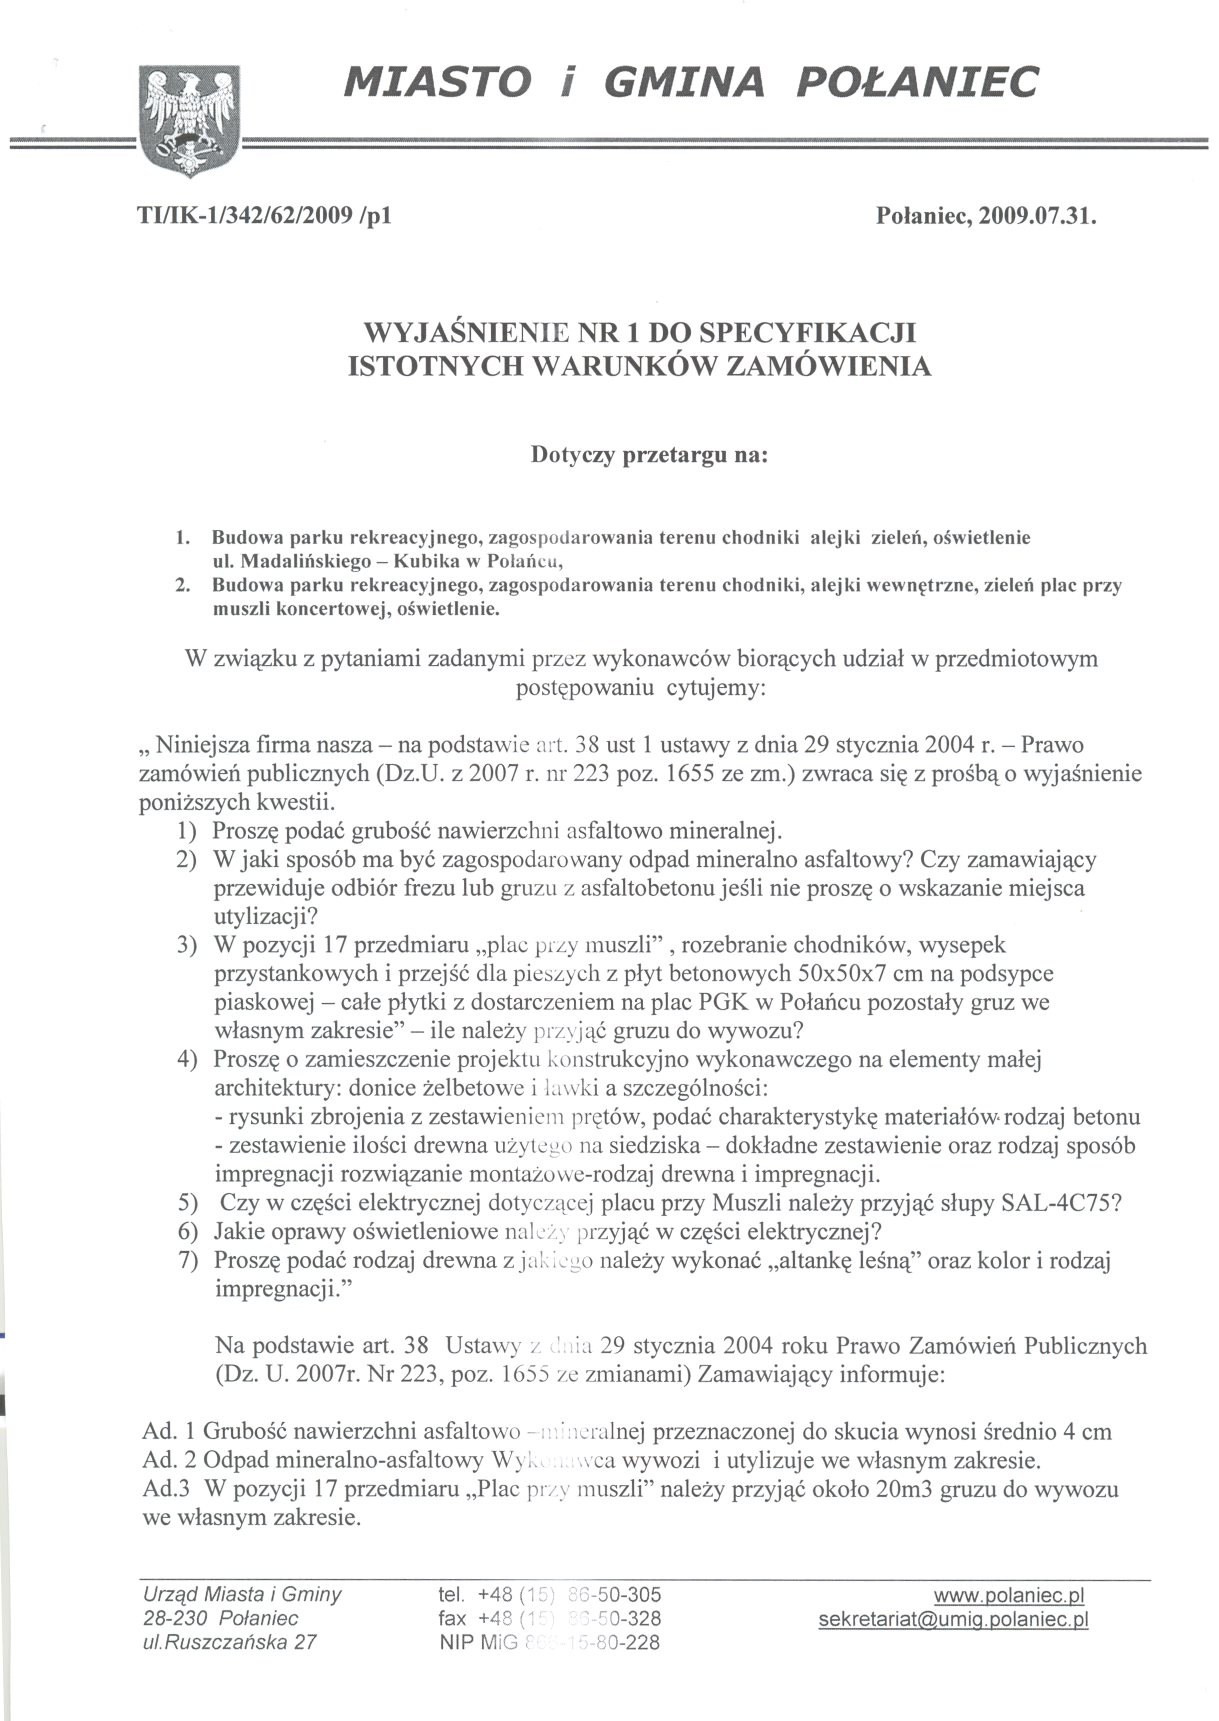 MIASTO i GMINA POŁANIEC
TI/IK-1/342/62/2009 /p1 Połaniec, 2009.07.31.
WYJAŚNIENIE NR 1 DO SPECYFIKACJI
ISTOTNYCH WARUNKÓW ZAMÓWIENIA
Dotyczy przetargu na:
1. Budowa parku rekreacyjnego, zagospodarowania terenu chodniki alejki zieleń, oświetlenie
ul. Madalińskiego – Kubika w Połańcu,
2. Budowa parku rekreacyjnego, zagospodarowania terenu chodniki, alejki wewnętrzne, zieleń plac przy
muszli koncertowej, oświetlenie.
W związku z pytaniami zadanymi przez wykonawców biorących udział w przedmiotowym
postępowaniu cytujemy:
„ Niniejsza firma nasza – na podstawie art. 38 ust 1 ustawy z dnia 29 stycznia 2004 r. – Prawo
zamówień publicznych (Dz.U. z 2007 r. nr 223 poz. 1655 ze zm.) zwraca się z prośbą o wyjaśnienie
poniższych kwestii.
1) Proszę podać grubość nawierzchni asfaltowo mineralnej.
2) W jaki sposób ma być zagospodarowany odpad mineralno asfaltowy? Czy zamawiający
przewiduje odbiór frezu lub gruzu z asfaltobetonu jeśli nie proszę o wskazanie miejsca
utylizacji?
3) W pozycji 17 przedmiaru „plac przy muszli” , rozebranie chodników, wysepek
przystankowych i przejść dla pieszych z płyt betonowych 50x50x7 cm na podsypce
piaskowej – całe płytki z dostarczeniem na plac PGK w Połańcu pozostały gruz we
własnym zakresie” – ile należy przyjąć gruzu do wywozu?
4) Proszę o zamieszczenie projektu konstrukcyjno wykonawczego na elementy małej
architektury: donice żelbetowe i ławki a szczególności:
- rysunki zbrojenia z zestawieniem prętów, podać charakterystykę materiałów- rodzaj betonu
- zestawienie ilości drewna użytego na siedziska – dokładne zestawienie oraz rodzaj sposób
impregnacji rozwiązanie montażowe-rodzaj drewna i impregnacji.
5) Czy w części elektrycznej dotyczącej placu przy Muszli należy przyjąć słupy SAL-4C75?
6) Jakie oprawy oświetleniowe należy przyjąć w części elektrycznej?
7) Proszę podać rodzaj drewna z jakiego należy wykonać „altankę leśną” oraz kolor i rodzaj
impregnacji.”
Na podstawie art. 38 Ustawy z dnia 29 stycznia 2004 roku Prawo Zamówień Publicznych
(Dz. U. 2007r. Nr 223, poz. 1655 ze zmianami) Zamawiający informuje:
Ad. 1 Grubość nawierzchni asfaltowo –mineralnej przeznaczonej do skucia wynosi średnio 4 cm
Ad. 2 Odpad mineralno-asfaltowy Wykonawca wywozi i utylizuje we własnym zakresie.
Ad.3 W pozycji 17 przedmiaru „Plac przy muszli” należy przyjąć około 20m3 gruzu do wywozu
we własnym zakresie.
Urząd Miasta i Gminy tel. +48 (15) 86-50-305 www.polaniec.pl
28-230 Połaniec fax +48 (15) 86-50-328 sekretariat@umig.polaniec.pl
ul.Ruszczańska 27 NIP MiG 866-15-80-228